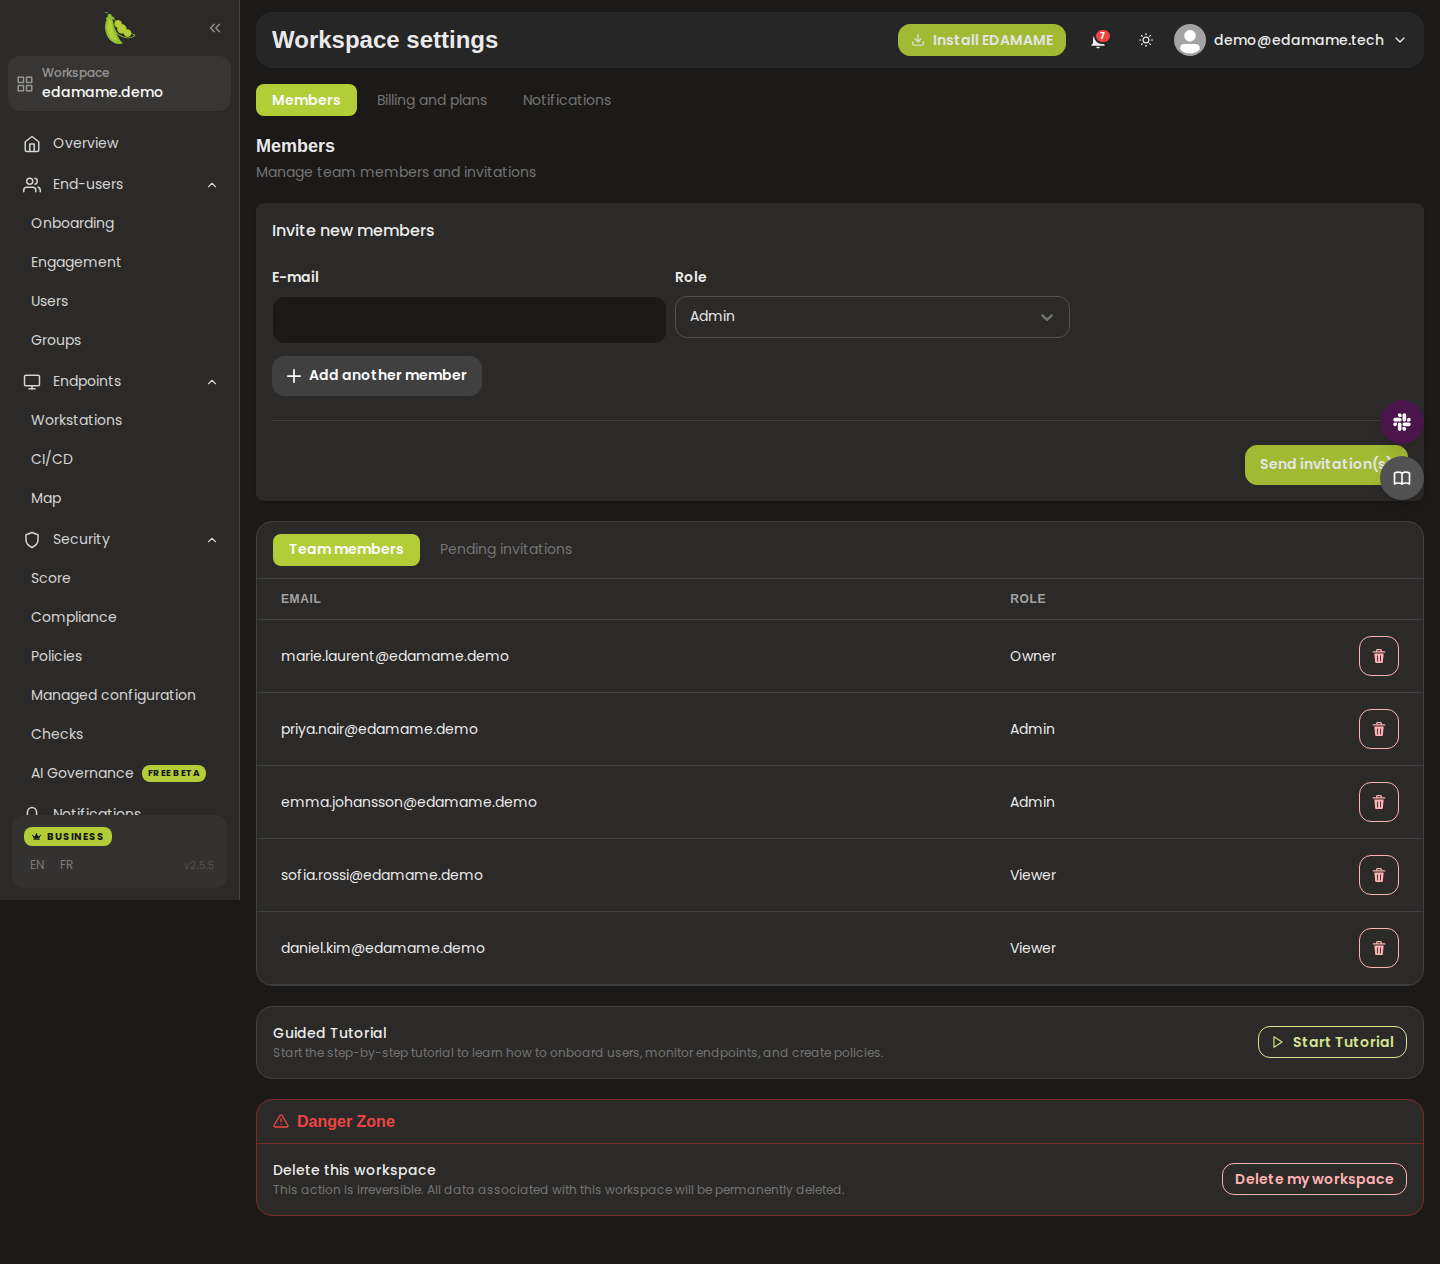 Workspace
edamame.demo
Overview
End-users
Onboarding
Engagement
Users
Groups
Endpoints
Workstations
CI/CD
Map
Security
Score
Compliance
Policies
Managed configuration
Checks
AI Governance FREE BETA
Notifications
BUSINESS
EN FR v2.5.5
Workspace settings
Install EDAMAME
7
demo@edamame.tech
Members Billing and plans Notifications
Members
Manage team members and invitations
Invite new members
E-mail Role
Admin
Add another member
Send invitation(s)
Team members Pending invitations
EMAIL ROLE
marie.laurent@edamame.demo Owner
priya.nair@edamame.demo Admin
emma.johansson@edamame.demo Admin
sofia.rossi@edamame.demo Viewer
daniel.kim@edamame.demo Viewer
Guided Tutorial
Start the step-by-step tutorial to learn how to onboard users, monitor endpoints, and create policies.
Start Tutorial
Danger Zone
Delete this workspace
This action is irreversible. All data associated with this workspace will be permanently deleted.
Delete my workspace